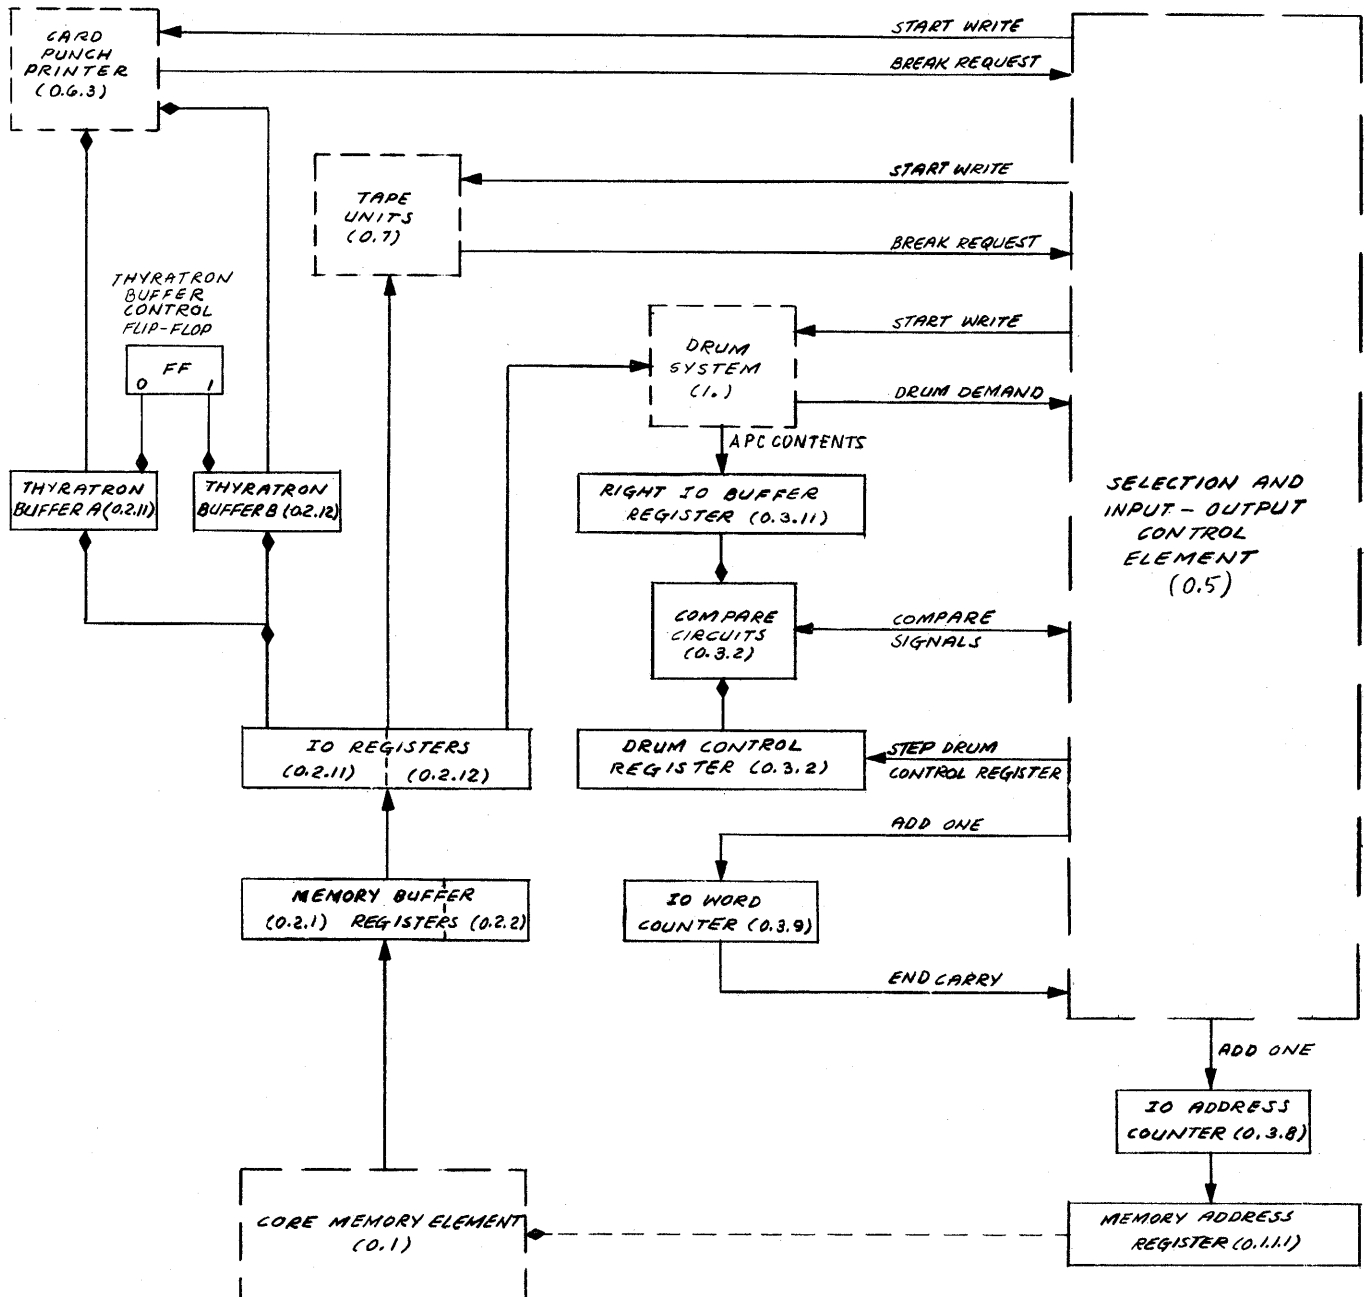 CARD
PUNCH
PRINTER
(0.6.3)
START WRITE
BREAK REQUEST
TAPE
UNITS
(0.7)
START WRITE
BREAK REQUEST
THYRATRON
BUFFER
CONTROL
FLIP-FLOP
FF
0 1
DRUM
SYSTEM
(1.)
START WRITE
DRUM DEMAND
APC CONTENTS
THYRATRON
BUFFER A (0.2.11)
THYRATRON
BUFFER B (0.2.12)
RIGHT IO BUFFER
REGISTER (0.3.11)
SELECTION AND
INPUT - OUTPUT
CONTROL
ELEMENT
(0.5)
COMPARE
CIRCUITS
(0.3.2)
COMPARE
SIGNALS
IO REGISTERS
(0.2.11) (0.2.12)
DRUM CONTROL
REGISTER (0.3.2)
STEP DRUM
CONTROL REGISTER
ADD ONE
MEMORY BUFFER
(0.2.1) REGISTERS (0.2.2)
IO WORD
COUNTER (0.3.9)
END CARRY
ADD ONE
IO ADDRESS
COUNTER (0.3.8)
CORE MEMORY ELEMENT
(0.1)
MEMORY ADDRESS
REGISTER (0.1.1.1)